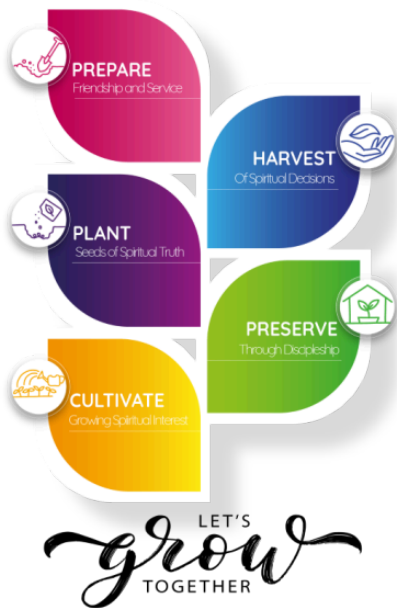 PREPARE
Friendship and Service
PLANT
Seeds of Spiritual Truth
CULTIVATE
Growing Spiritual Interest
HARVEST
Of Spiritual Decisions
PRESERVE
Through Discipleship
LET'S
grow
TOGETHER